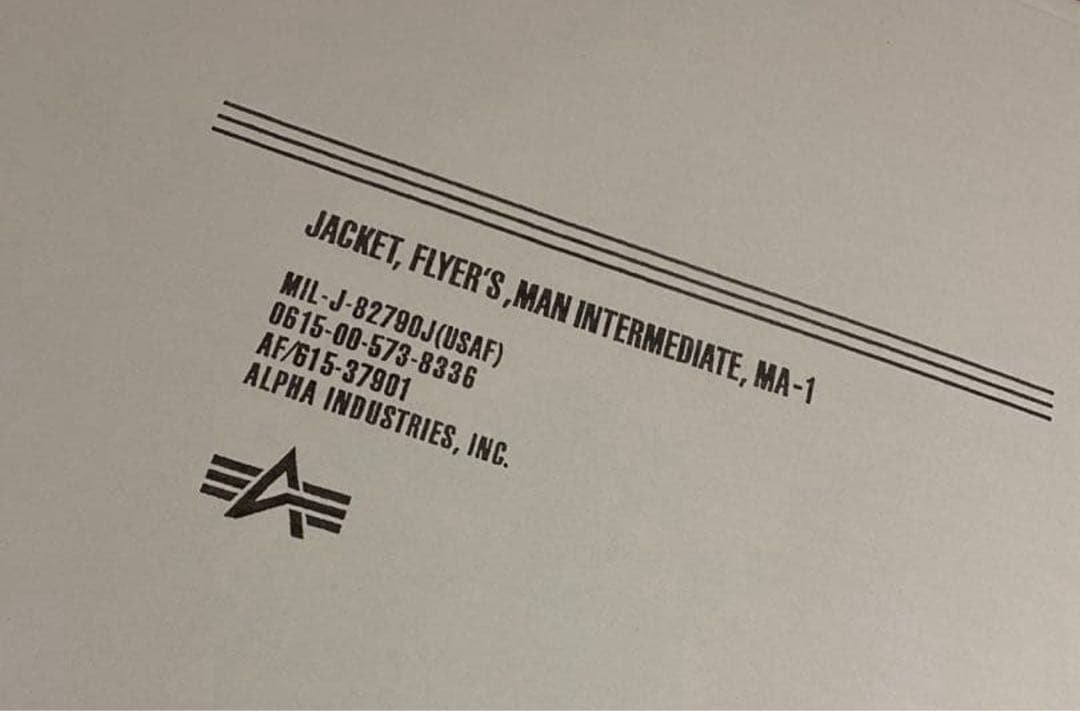 JACKET, FLYER'S ,MAN INTERMEDIATE, MA-1
MIL-J-82790J(USAF)
0615-00-573-8336
AF/615-37901
ALPHA INDUSTRIES, INC.